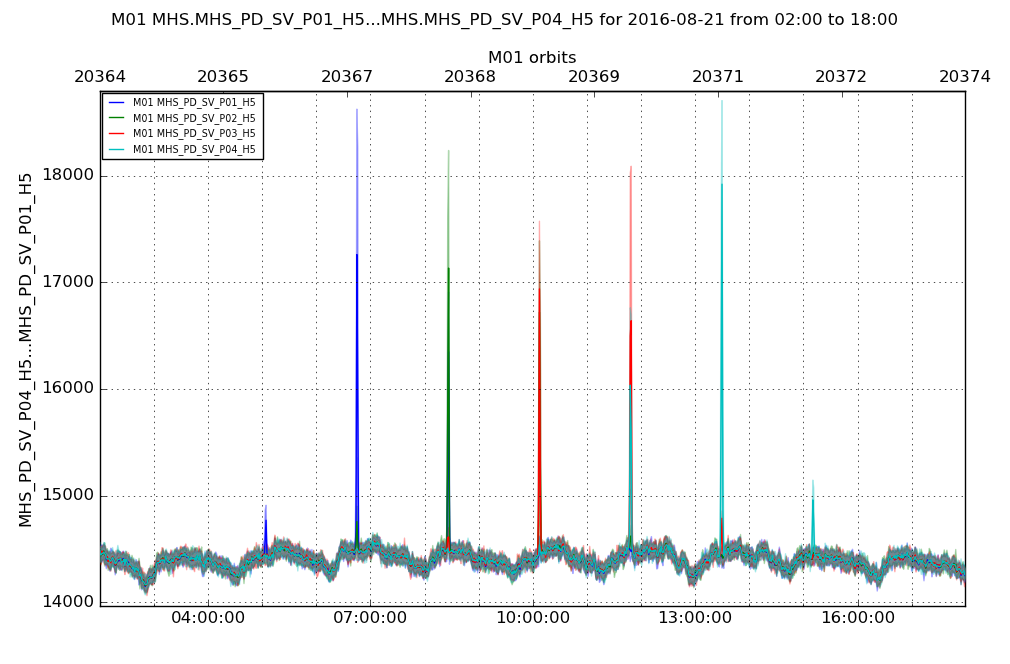 M01 MHS.MHS_PD_SV_P01_H5...MHS.MHS_PD_SV_P04_H5 for 2016-08-21 from 02:00 to 18:00
M01 orbits
20364 20365 20367 20368 20369 20371 20372 20374
M01 MHS_PD_SV_P01_H5
M01 MHS_PD_SV_P02_H5
M01 MHS_PD_SV_P03_H5
M01 MHS_PD_SV_P04_H5
MHS_PD_SV_P04_H5...MHS_PD_SV_P01_H5
18000
17000
16000
15000
14000
04:00:00 07:00:00 10:00:00 13:00:00 16:00:00